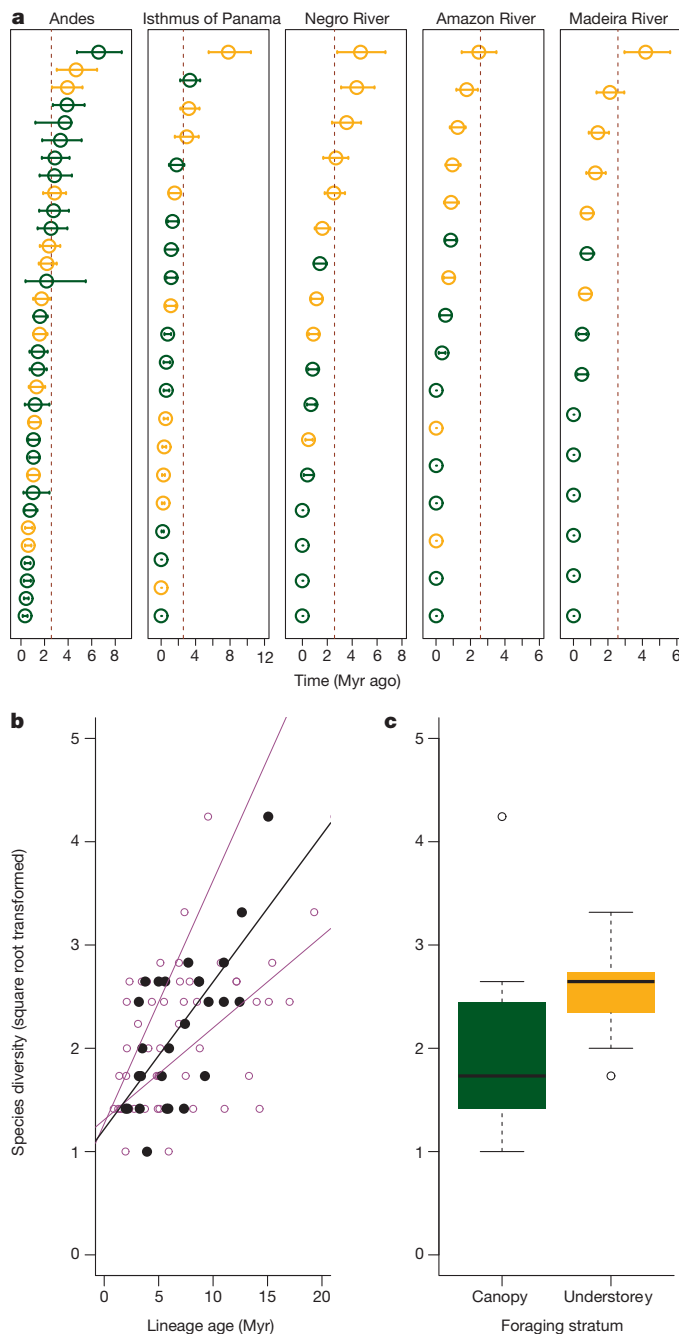 a
Andes Isthmus of Panama Negro River Amazon River Madeira River
0 2 4 6 8 0 4 8 12 0 2 4 6 0 2 4 6 0 2 4 6
Time (Myr ago)
b
Species diversity (square root transformed)
5
4
3
2
1
0
0 5 10 15 20
Lineage age (Myr)
c
5
4
3
2
1
0
Canopy Understorey
Foraging stratum